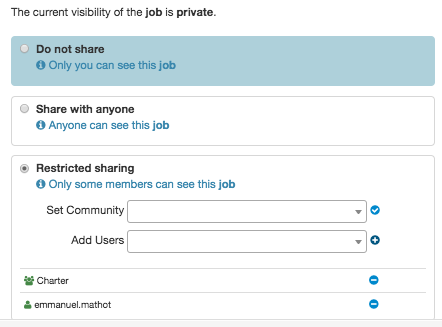 The current visibility of the job is private.
Do not share
Only you can see this job
Share with anyone
Anyone can see this job
Restricted sharing
Only some members can see this job
Set Community
Add Users
Charter
emmanuel.mathot